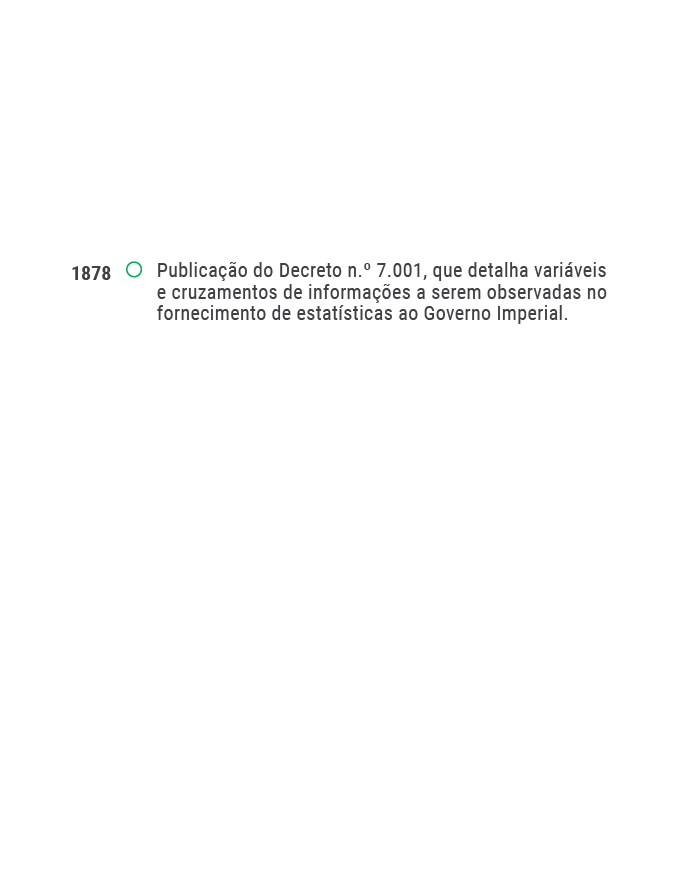 1878 Publicação do Decreto n.º 7.001, que detalha variáveis
e cruzamentos de informações a serem observadas no
fornecimento de estatísticas ao Governo Imperial.